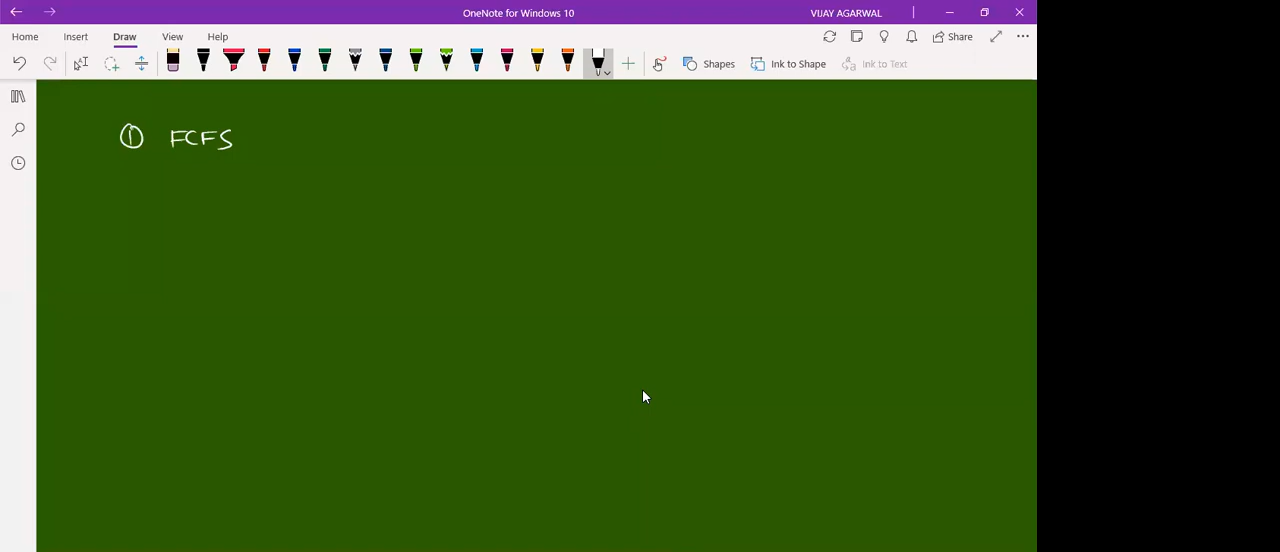 OneNote for Windows 10
VIJAY AGARWAL
Home Insert Draw View Help
Share
Shapes Ink to Shape Ink to Text
① FCFS